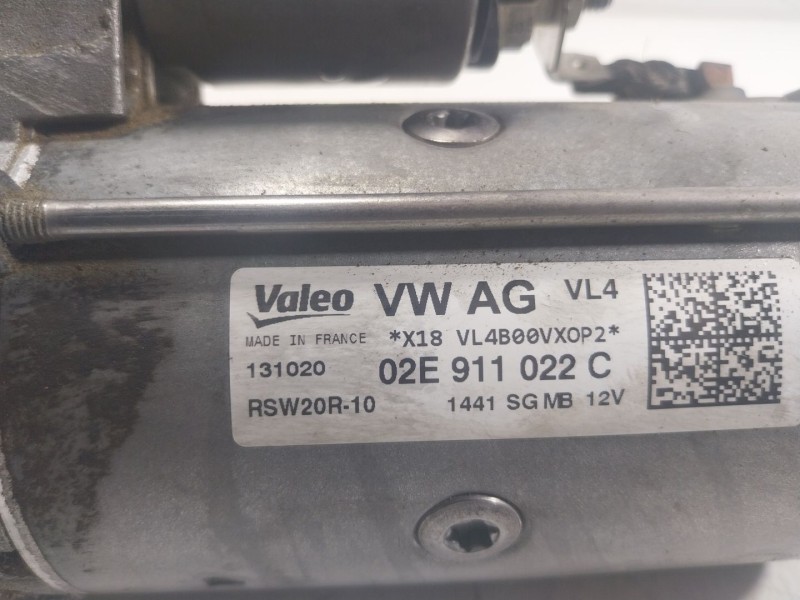 Valeo VW AG VL4
MADE IN FRANCE *X18 VL4B00VXOP2*
131020 02E 911 022 C
RSW20R-10 1441 SG MB 12V